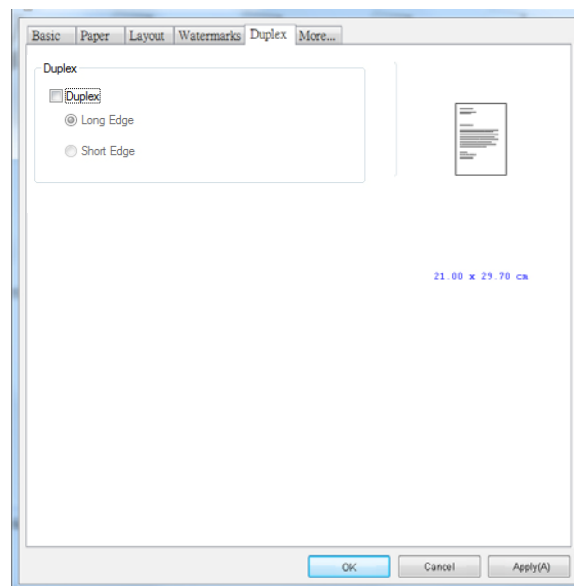 Basic Paper Layout Watermarks Duplex More...
Duplex
Duplex
Long Edge
Short Edge
21.00 x 29.70 cm
OK Cancel Apply(A)